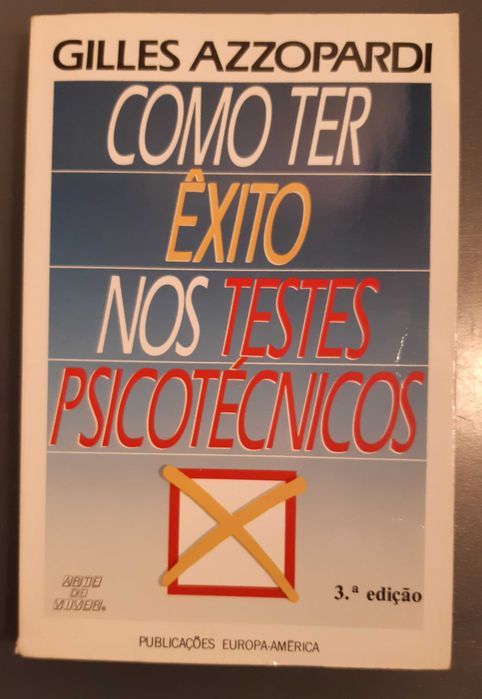 GILLES AZZOPARDI
COMO TER
ÊXITO
NOS TESTES
PSICOTÉCNICOS
ARTE
DE
VIVER®
3.ª edição
PUBLICAÇÕES EUROPA-AMÉRICA